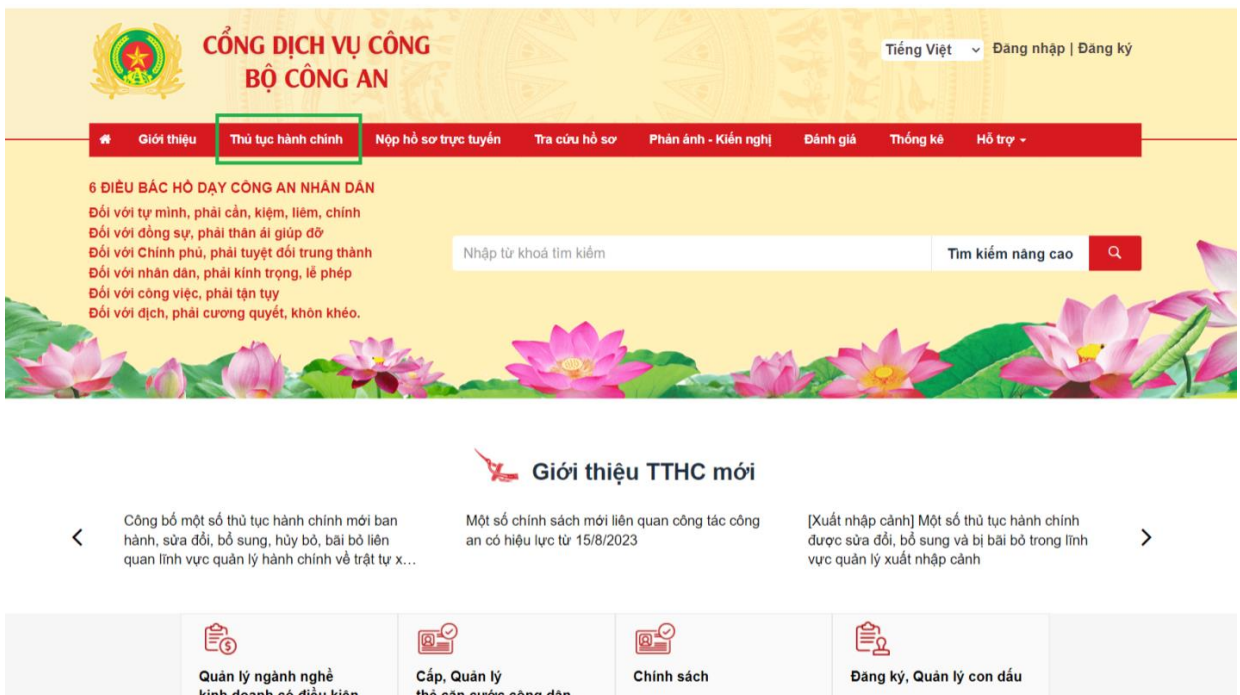 CỔNG DỊCH VỤ CÔNG
BỘ CÔNG AN
Tiếng Việt
Đăng nhập | Đăng ký
Giới thiệu
Thủ tục hành chính
Nộp hồ sơ trực tuyến
Tra cứu hồ sơ
Phản ánh - Kiến nghị
Đánh giá
Thống kê
Hỗ trợ
6 ĐIỀU BÁC HỒ DẠY CÔNG AN NHÂN DÂN
Đối với tự mình, phải cần, kiệm, liêm, chính
Đối với đồng sự, phải thân ái giúp đỡ
Đối với Chính phủ, phải tuyệt đối trung thành
Đối với nhân dân, phải kính trọng, lễ phép
Đối với công việc, phải tận tụy
Đối với địch, phải cương quyết, khôn khéo.
Nhập từ khoá tìm kiếm
Tìm kiếm nâng cao
Giới thiệu TTHC mới
Công bố một số thủ tục hành chính mới ban
hành, sửa đổi, bổ sung, hủy bỏ, bãi bỏ liên
quan lĩnh vực quản lý hành chính về trật tự x...
Một số chính sách mới liên quan công tác công
an có hiệu lực từ 15/8/2023
[Xuất nhập cảnh] Một số thủ tục hành chính
được sửa đổi, bổ sung và bị bãi bỏ trong lĩnh
vực quản lý xuất nhập cảnh
Quản lý ngành nghề
kinh doanh có điều kiện
Cấp, Quản lý
thẻ căn cước công dân
Chính sách
Đăng ký, Quản lý con dấu